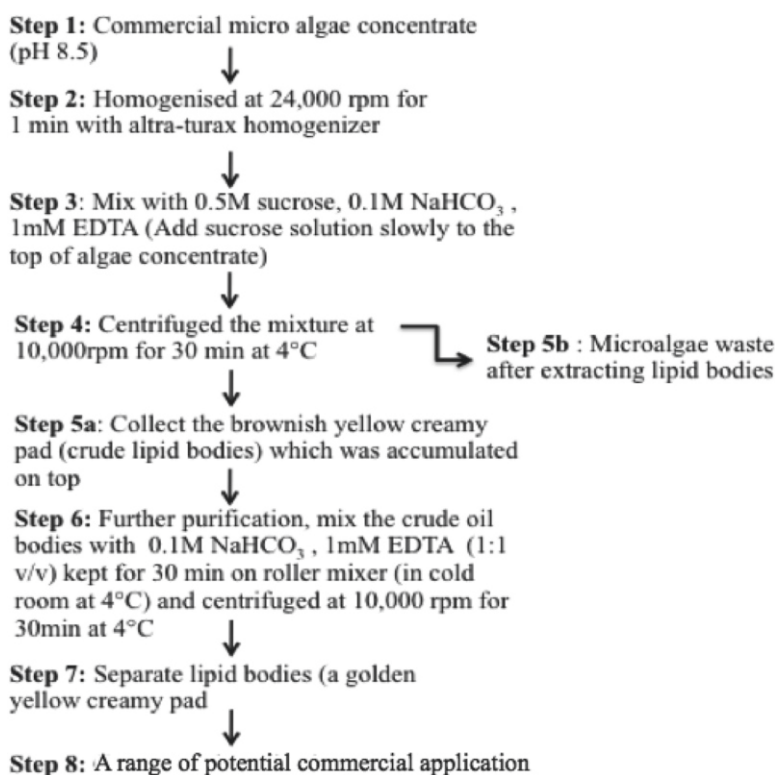 Step 1: Commercial micro algae concentrate
(pH 8.5)
Step 2: Homogenised at 24,000 rpm for
1 min with altra-turax homogenizer
Step 3: Mix with 0.5M sucrose, 0.1M NaHCO₃ ,
1mM EDTA (Add sucrose solution slowly to the
top of algae concentrate)
Step 4: Centrifuged the mixture at
10,000rpm for 30 min at 4°C
Step 5b : Microalgae waste
after extracting lipid bodies
Step 5a: Collect the brownish yellow creamy
pad (crude lipid bodies) which was accumulated
on top
Step 6: Further purification, mix the crude oil
bodies with 0.1M NaHCO₃ , 1mM EDTA (1:1
v/v) kept for 30 min on roller mixer (in cold
room at 4°C) and centrifuged at 10,000 rpm for
30min at 4°C
Step 7: Separate lipid bodies (a golden
yellow creamy pad
Step 8: A range of potential commercial application